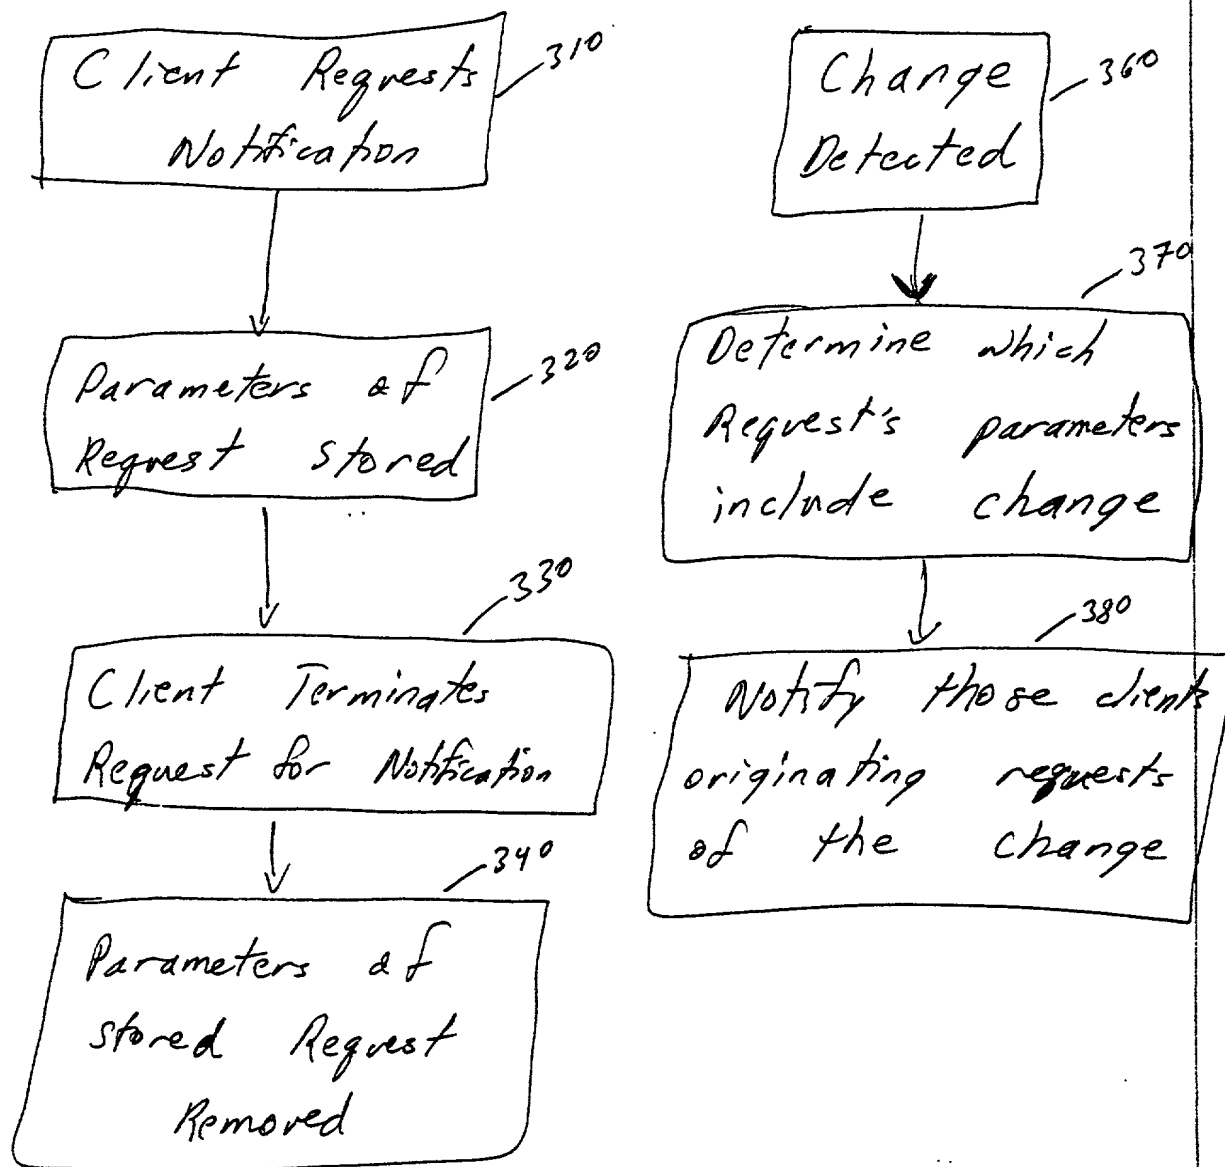 Client Requests
Notification
310
Parameters of
Request Stored
320
330
Client Terminates
Request for Notification
340
Parameters of
Stored Request
Removed
Change
Detected
360
370
Determine which
Request's parameters
include change
380
Notify those clients
originating requests
of the change